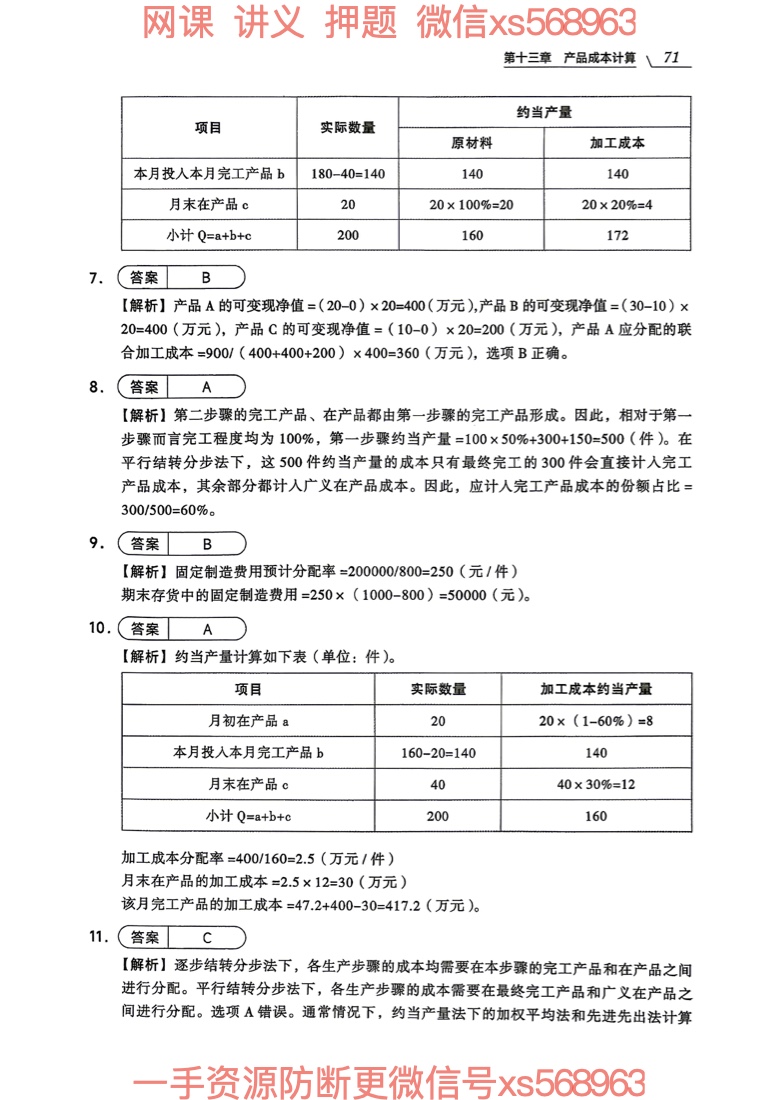 网课 讲义 押题 微信xs568963
第十三章 产品成本计算 71
项目 实际数量 约当产量
原材料 加工成本
本月投入本月完工产品 b 180-40=140 140 140
月末在产品 c 20 20×100%=20 20×20%=4
小计 Q=a+b+c 200 160 172
7. 答案 B
【解析】产品 A 的可变现净值 =(20-0)×20=400(万元),产品 B 的可变现净值 =(30-10)×
20=400(万元),产品 C 的可变现净值 =(10-0)×20=200(万元),产品 A 应分配的联
合加工成本 =900/(400+400+200)×400=360(万元),选项 B 正确。
8. 答案 A
【解析】第二步骤的完工产品、在产品都由第一步骤的完工产品形成。因此,相对于第一
步骤而言完工程度均为 100%,第一步骤约当产量 =100×50%+300+150=500(件)。在
平行结转分步法下,这 500 件约当产量的成本只有最终完工的 300 件会直接计入完工
产品成本,其余部分都计入广义在产品成本。因此,应计入完工产品成本的份额占比 =
300/500=60%。
9. 答案 B
【解析】固定制造费用预计分配率 =200000/800=250(元/件)
期末存货中的固定制造费用 =250×(1000-800)=50000(元)。
10. 答案 A
【解析】约当产量计算如下表(单位:件)。
项目 实际数量 加工成本约当产量
月初在产品 a 20 20×(1-60%)=8
本月投入本月完工产品 b 160-20=140 140
月末在产品 c 40 40×30%=12
小计 Q=a+b+c 200 160
加工成本分配率 =400/160=2.5(万元/件)
月末在产品的加工成本 =2.5×12=30(万元)
该月完工产品的加工成本 =47.2+400-30=417.2(万元)。
11. 答案 C
【解析】逐步结转分步法下,各生产步骤的成本均需要在本步骤的完工产品和在产品之间
进行分配。平行结转分步法下,各生产步骤的成本需要在最终完工产品和广义在产品之
间进行分配。选项 A 错误。通常情况下,约当产量法下的加权平均法和先进先出法计算
一手资源防断更微信号xs568963